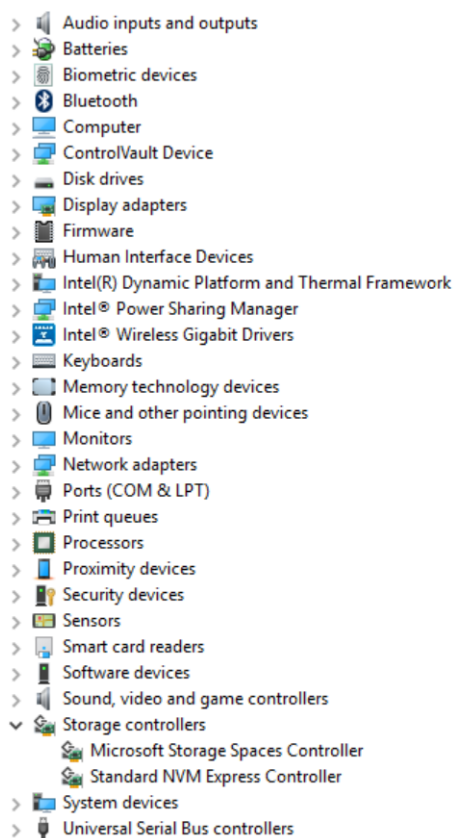 Audio inputs and outputs
Batteries
Biometric devices
Bluetooth
Computer
ControlVault Device
Disk drives
Display adapters
Firmware
Human Interface Devices
Intel(R) Dynamic Platform and Thermal Framework
Intel® Power Sharing Manager
Intel® Wireless Gigabit Drivers
Keyboards
Memory technology devices
Mice and other pointing devices
Monitors
Network adapters
Ports (COM & LPT)
Print queues
Processors
Proximity devices
Security devices
Sensors
Smart card readers
Software devices
Sound, video and game controllers
Storage controllers
Microsoft Storage Spaces Controller
Standard NVM Express Controller
System devices
Universal Serial Bus controllers